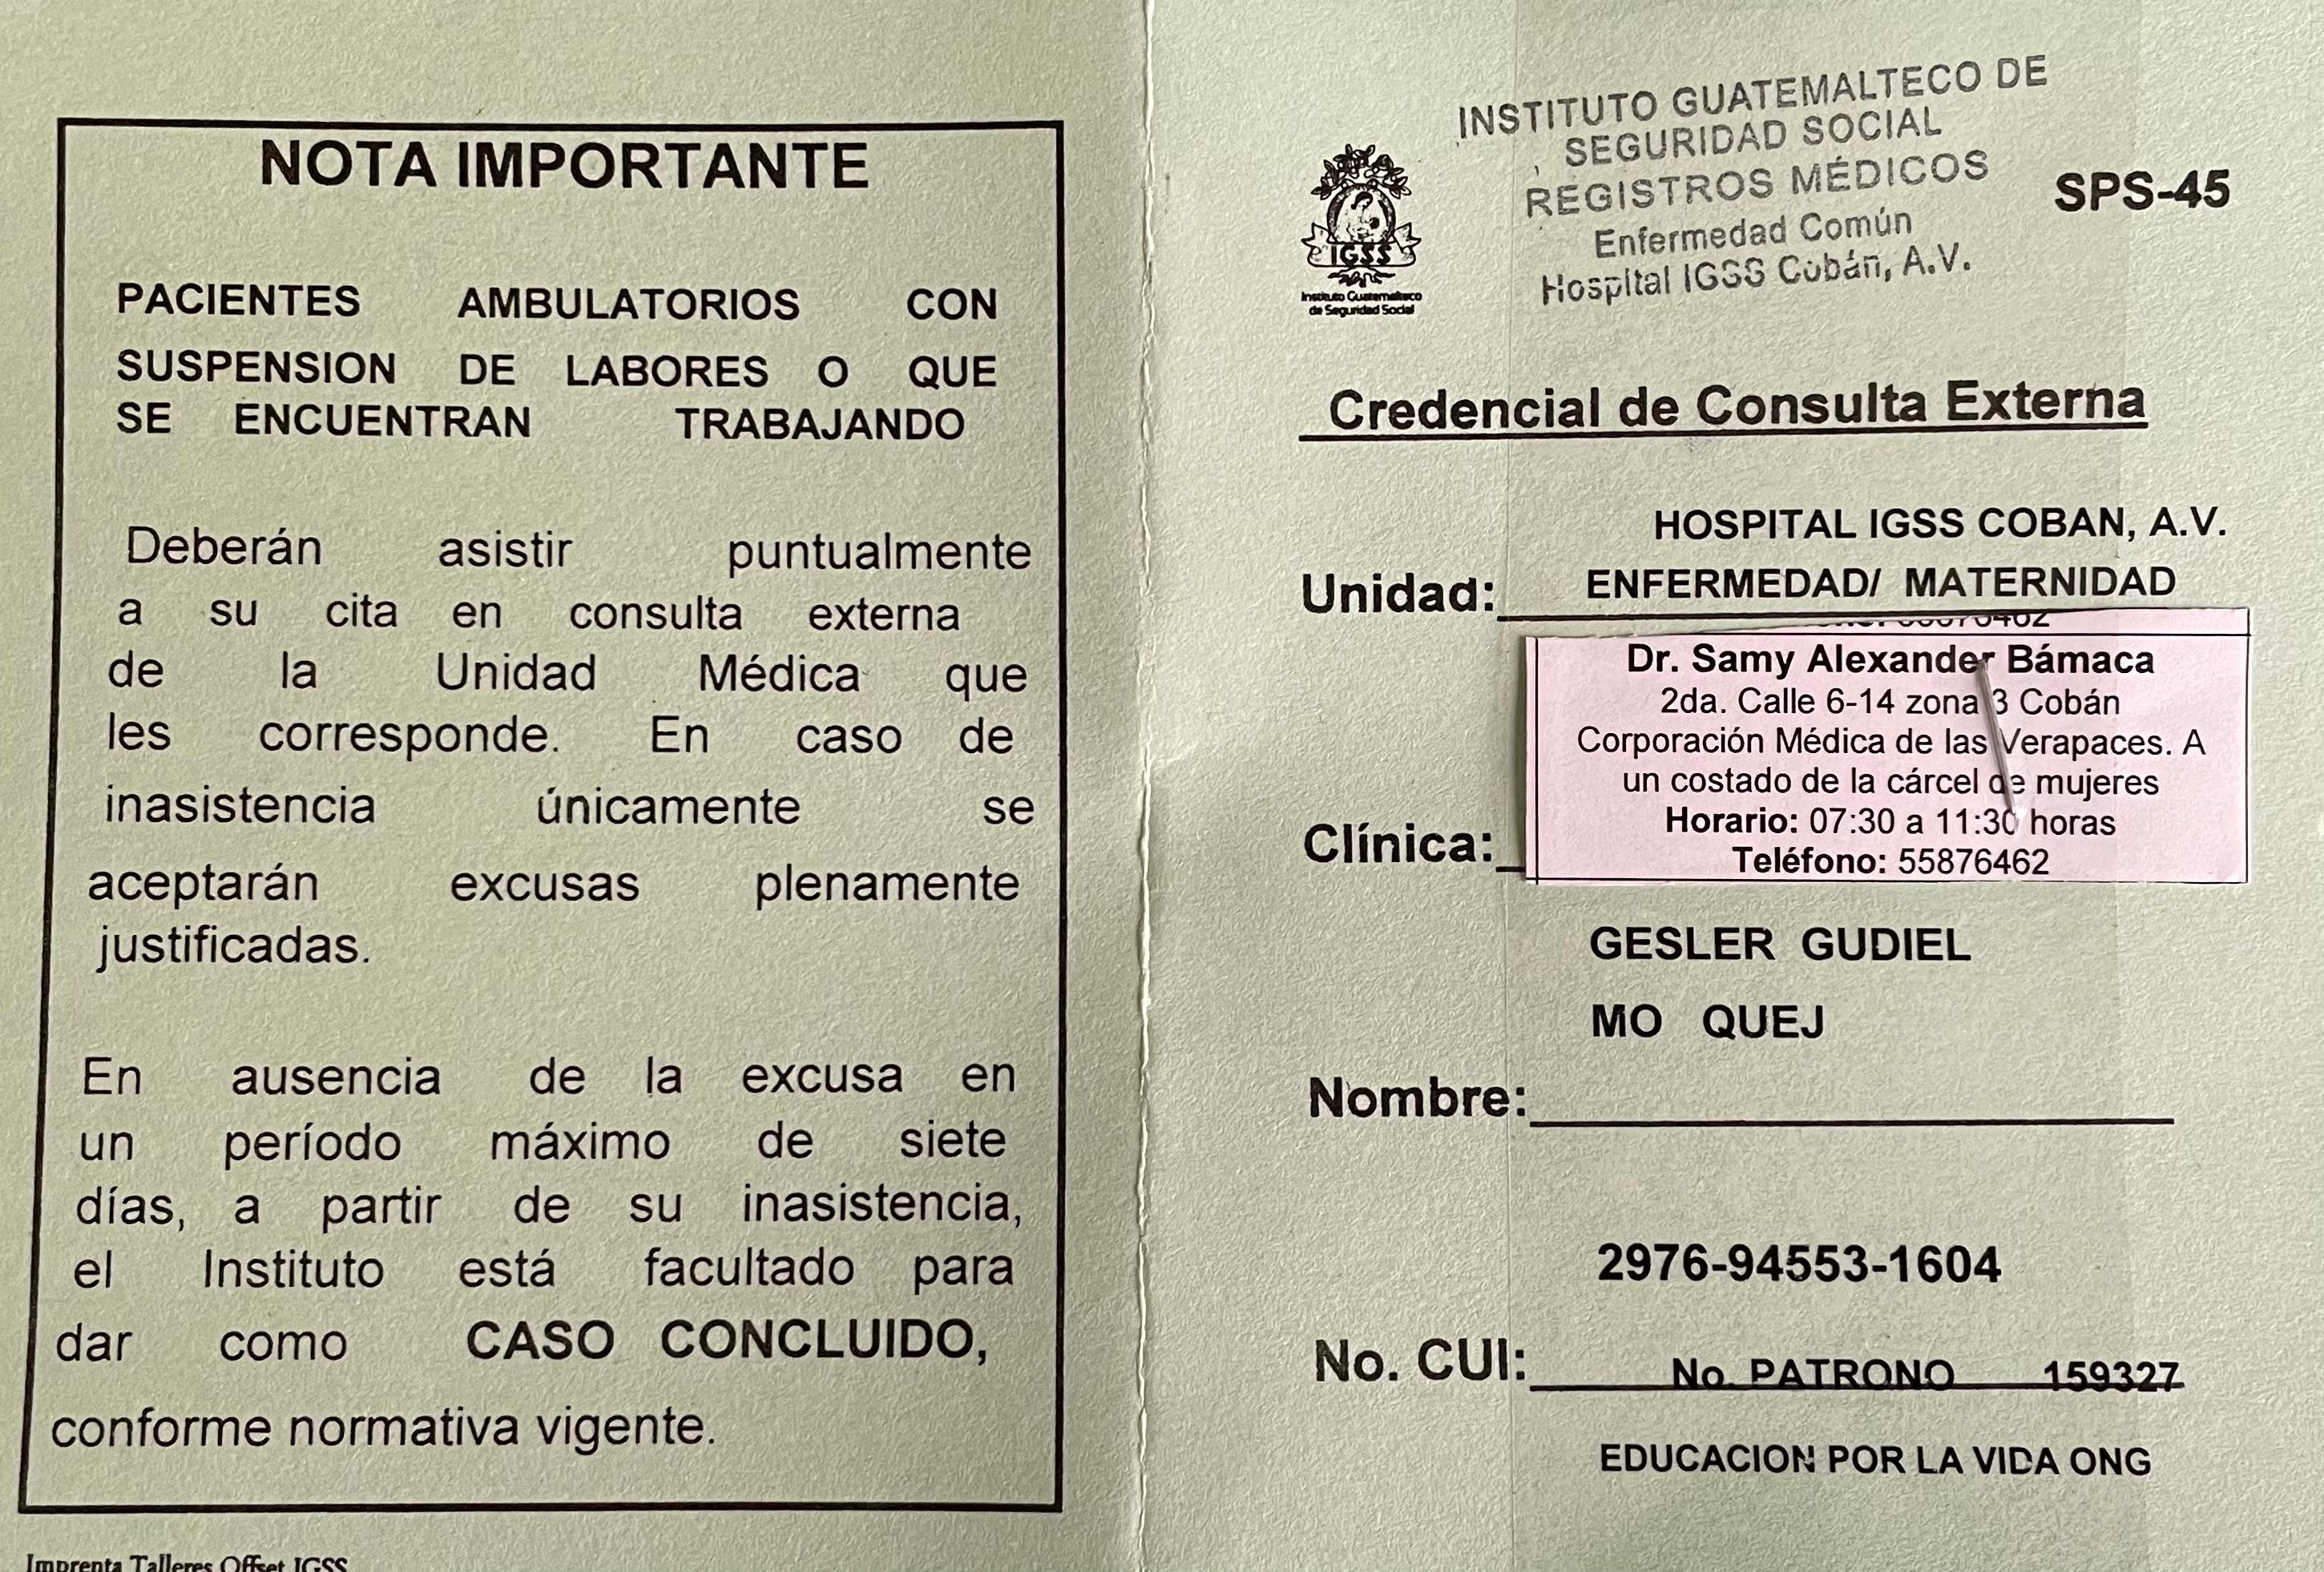 NOTA IMPORTANTE
PACIENTES AMBULATORIOS CON
SUSPENSION DE LABORES O QUE
SE ENCUENTRAN TRABAJANDO
Deberán asistir puntualmente
a su cita en consulta externa
de la Unidad Médica que
les corresponde. En caso de
inasistencia únicamente se
aceptarán excusas plenamente
justificadas.
En ausencia de la excusa en
un período máximo de siete
días, a partir de su inasistencia,
el Instituto está facultado para
dar como CASO CONCLUIDO,
conforme normativa vigente.
Imprenta Talleres Offset IGSS
INSTITUTO GUATEMALTECO DE
SEGURIDAD SOCIAL
REGISTROS MÉDICOS
Enfermedad Común
Hospital IGSS Cobán, A.V.
IGSS
Instituto Guatemalteco
de Seguridad Social
SPS-45
Credencial de Consulta Externa
HOSPITAL IGSS COBAN, A.V.
Unidad: ENFERMEDAD/ MATERNIDAD
Dr. Samy Alexander Bámaca
2da. Calle 6-14 zona 3 Cobán
Corporación Médica de las Verapaces. A
un costado de la cárcel de mujeres
Horario: 07:30 a 11:30 horas
Clínica:
Teléfono: 55876462
GESLER GUDIEL
MO QUEJ
Nombre:
2976-94553-1604
No. CUI:
No. PATRONO 159327
EDUCACION POR LA VIDA ONG